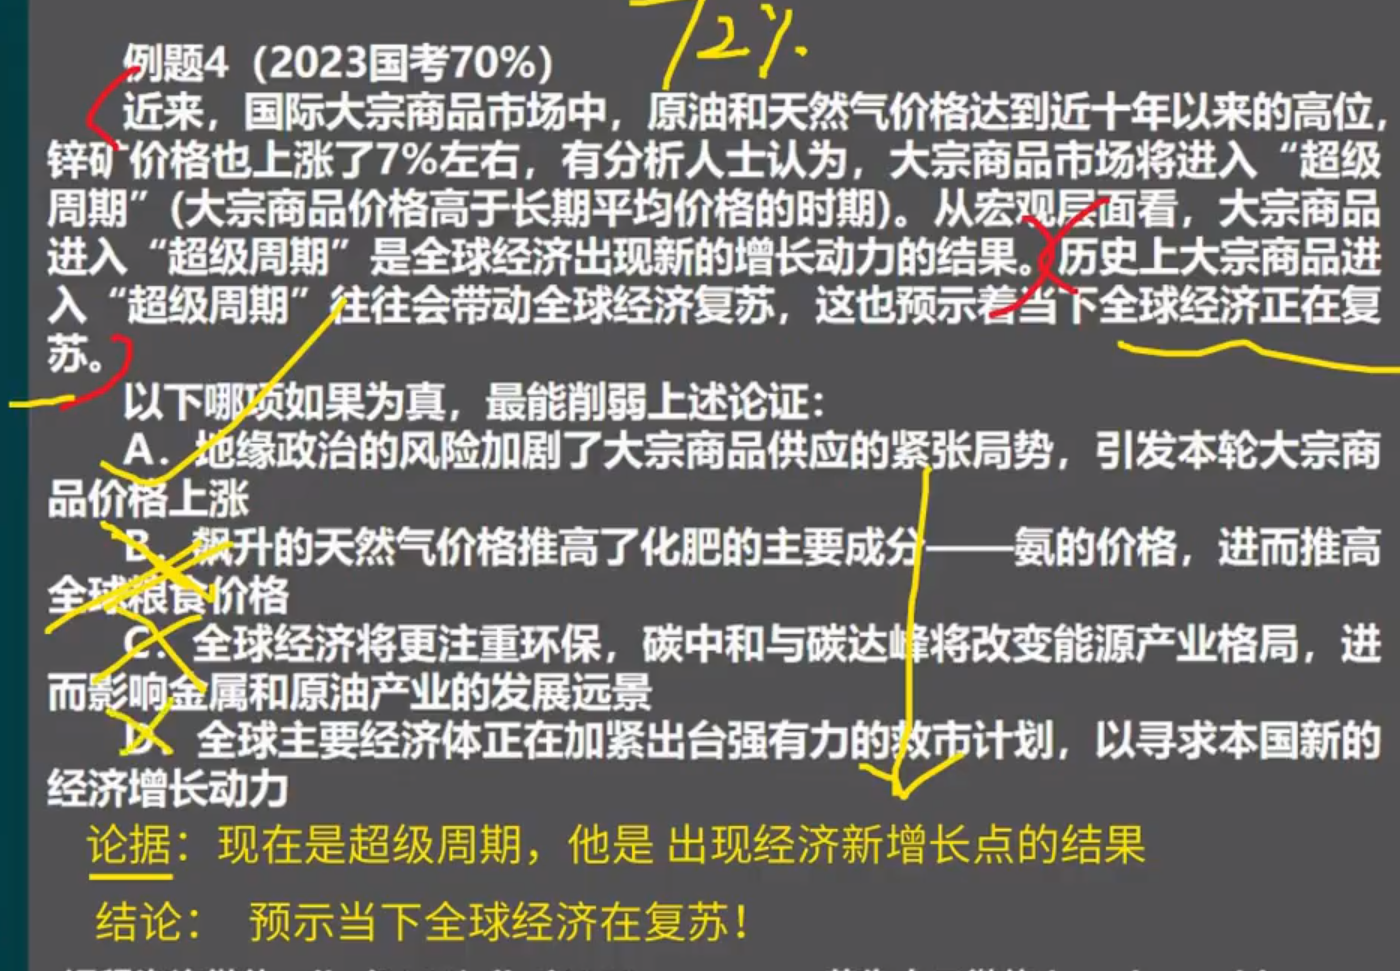 72%.
例题4（2023国考70%）
近来，国际大宗商品市场中，原油和天然气价格达到近十年以来的高位，
锌矿价格也上涨了7%左右，有分析人士认为，大宗商品市场将进入“超级
周期”(大宗商品价格高于长期平均价格的时期)。从宏观层面看，大宗商品
进入“超级周期”是全球经济出现新的增长动力的结果。历史上大宗商品进
入“超级周期”往往会带动全球经济复苏，这也预示着当下全球经济正在复
苏。
以下哪项如果为真，最能削弱上述论证：
A．地缘政治的风险加剧了大宗商品供应的紧张局势，引发本轮大宗商
品价格上涨
B．飙升的天然气价格推高了化肥的主要成分——氨的价格，进而推高
全球粮食价格
C．全球经济将更注重环保，碳中和与碳达峰将改变能源产业格局，进
而影响金属和原油产业的发展远景
D．全球主要经济体正在加紧出台强有力的救市计划，以寻求本国新的
经济增长动力
论据：现在是超级周期，他是 出现经济新增长点的结果
结论： 预示当下全球经济在复苏！